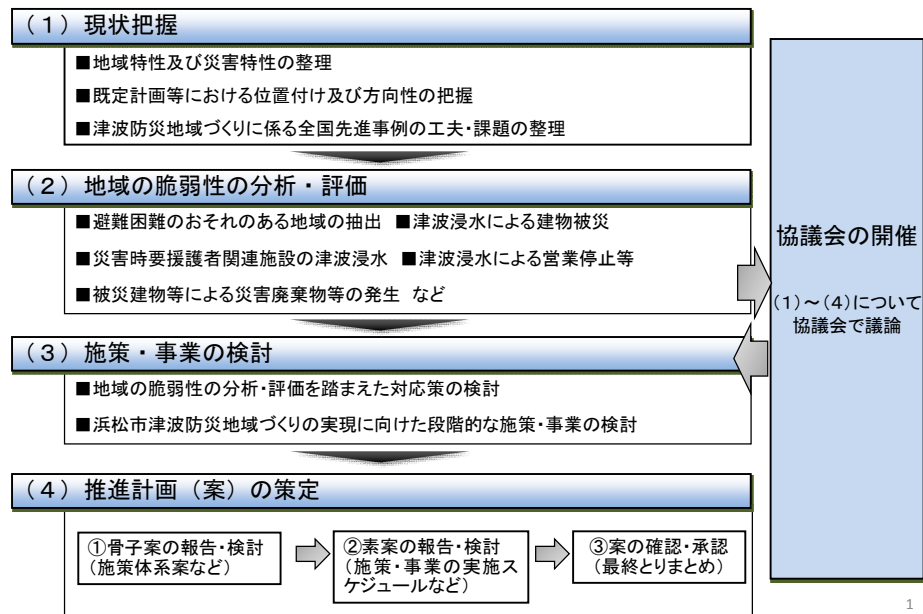 （１）現状把握
■地域特性及び災害特性の整理
■既定計画等における位置付け及び方向性の把握
■津波防災地域づくりに係る全国先進事例の工夫・課題の整理
（２）地域の脆弱性の分析・評価
■避難困難のおそれのある地域の抽出 ■津波浸水による建物被災
■災害時要援護者関連施設の津波浸水 ■津波浸水による営業停止等
■被災建物等による災害廃棄物等の発生 など
（３）施策・事業の検討
■地域の脆弱性の分析・評価を踏まえた対応策の検討
■浜松市津波防災地域づくりの実現に向けた段階的な施策・事業の検討
（４）推進計画（案）の策定
①骨子案の報告・検討
（施策体系案など）
②素案の報告・検討
（施策・事業の実施ス
ケジュールなど）
③案の確認・承認
（最終とりまとめ）
協議会の開催
（1）～（4）について
協議会で議論
1